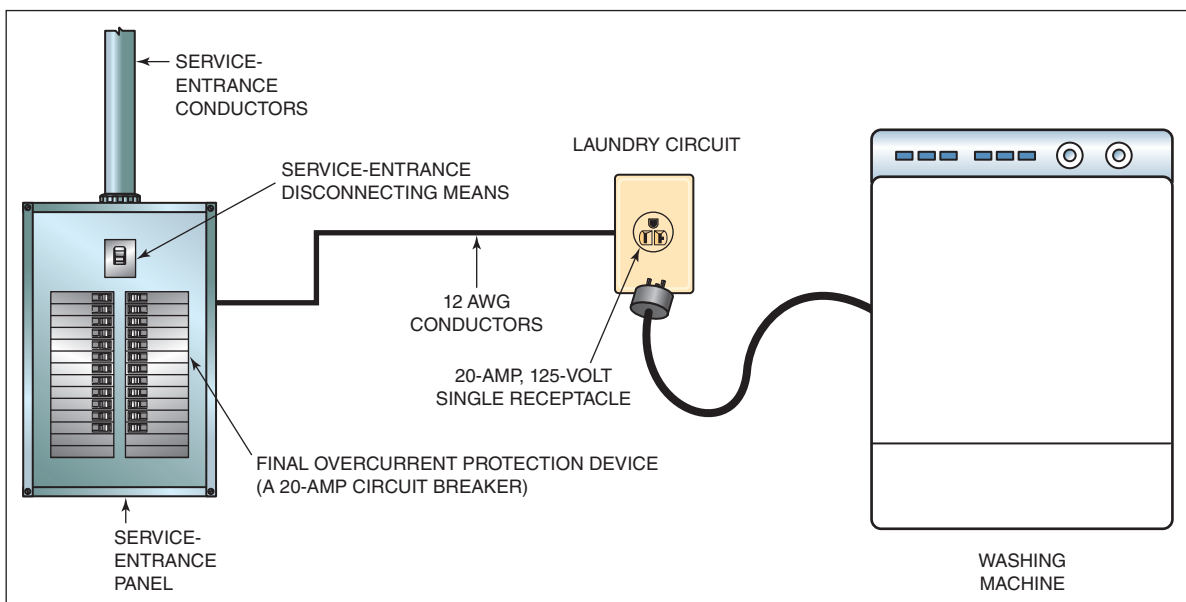 SERVICE-
ENTRANCE
CONDUCTORS
SERVICE-ENTRANCE
DISCONNECTING MEANS
LAUNDRY CIRCUIT
12 AWG
CONDUCTORS
20-AMP, 125-VOLT
SINGLE RECEPTACLE
FINAL OVERCURRENT PROTECTION DEVICE
(A 20-AMP CIRCUIT BREAKER)
SERVICE-
ENTRANCE
PANEL
WASHING
MACHINE